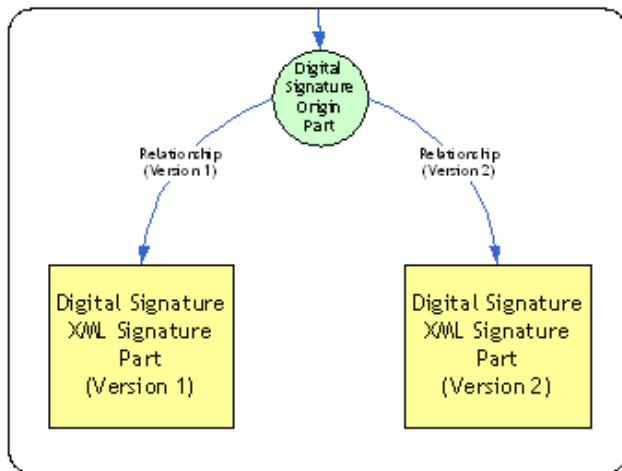 Digital
Signature
Origin
Part
Relationship
(Version 1)
Relationship
(Version 2)
Digital Signature
XML Signature
Part
(Version 1)
Digital Signature
XML Signature
Part
(Version 2)